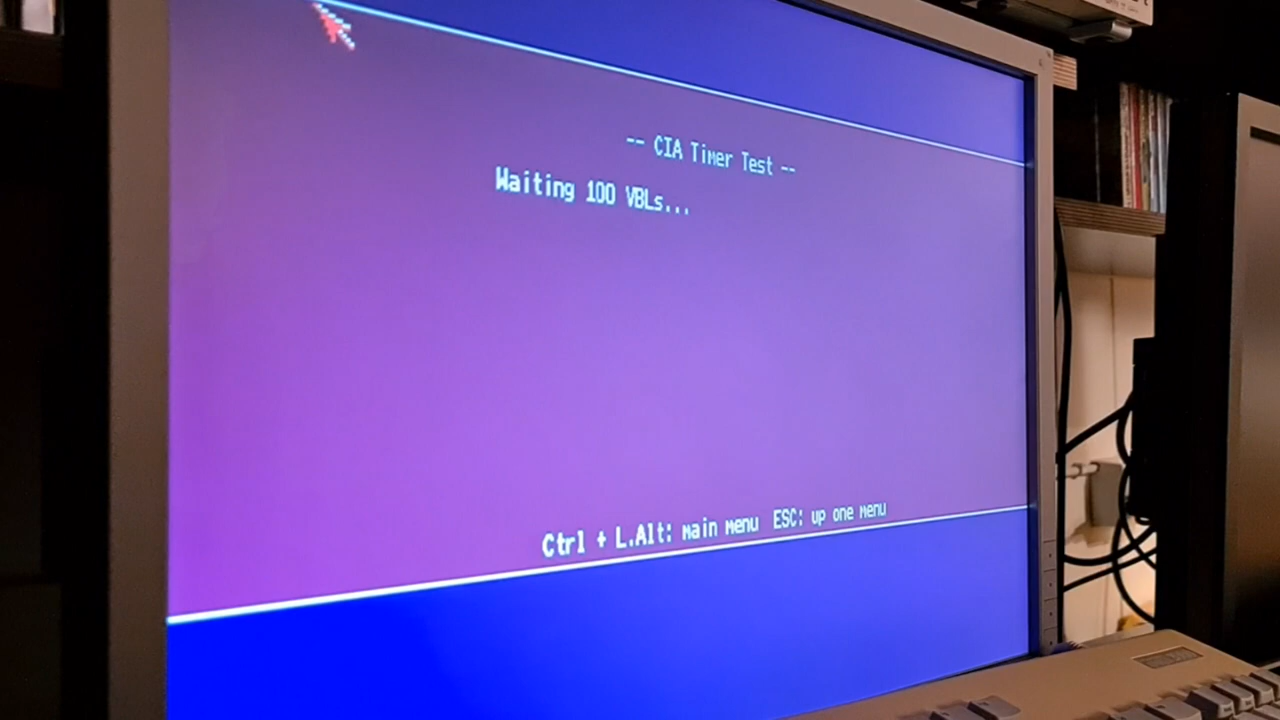 -- CIA Timer Test --
Waiting 100 VBLs...
Ctrl + L.Alt: main menu ESC: up one menu